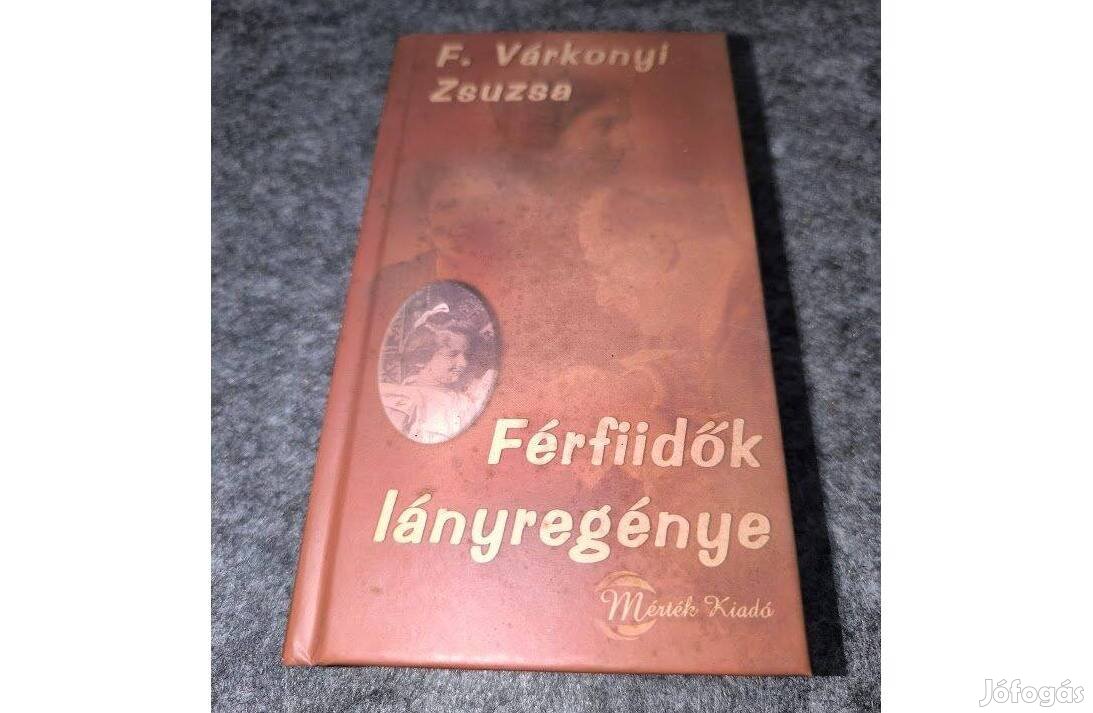 F. Várkonyi
Zsuzsa
Férfiidők
lányregénye
Mérték Kiadó
Jófogás